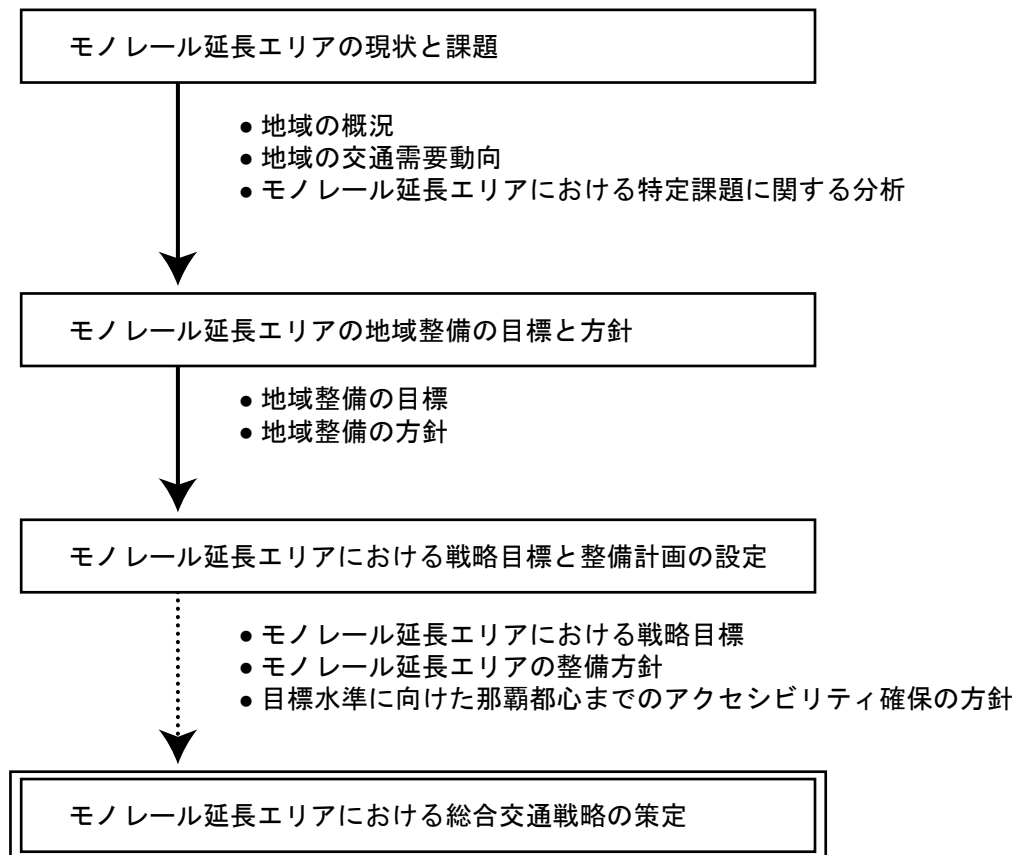 モノレール延長エリアの現状と課題
● 地域の概況
● 地域の交通需要動向
● モノレール延長エリアにおける特定課題に関する分析
モノレール延長エリアの地域整備の目標と方針
● 地域整備の目標
● 地域整備の方針
モノレール延長エリアにおける戦略目標と整備計画の設定
● モノレール延長エリアにおける戦略目標
● モノレール延長エリアの整備方針
● 目標水準に向けた那覇都心までのアクセシビリティ確保の方針
モノレール延長エリアにおける総合交通戦略の策定